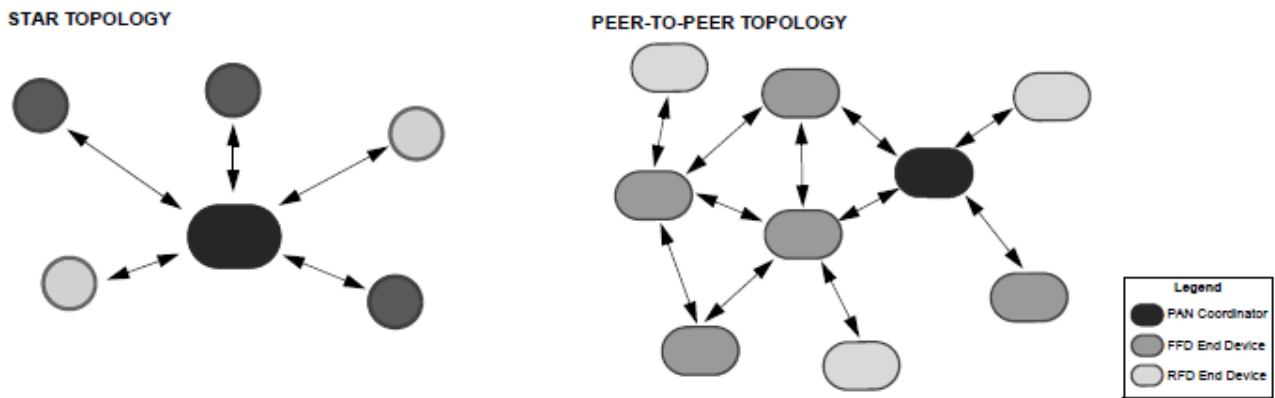 STAR TOPOLOGY
PEER-TO-PEER TOPOLOGY
Legend
PAN Coordinator
FFD End Device
RFD End Device